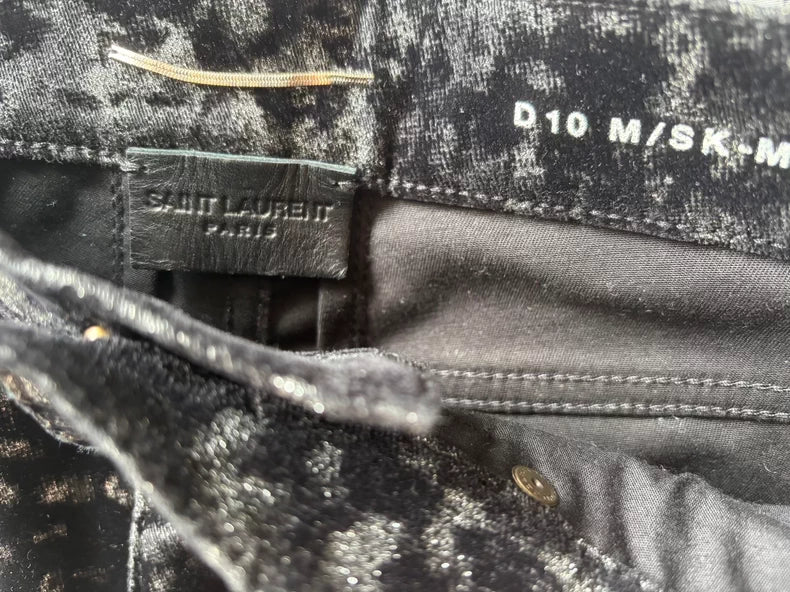 D10 M/SK-M
SAINT LAURENT
PARIS